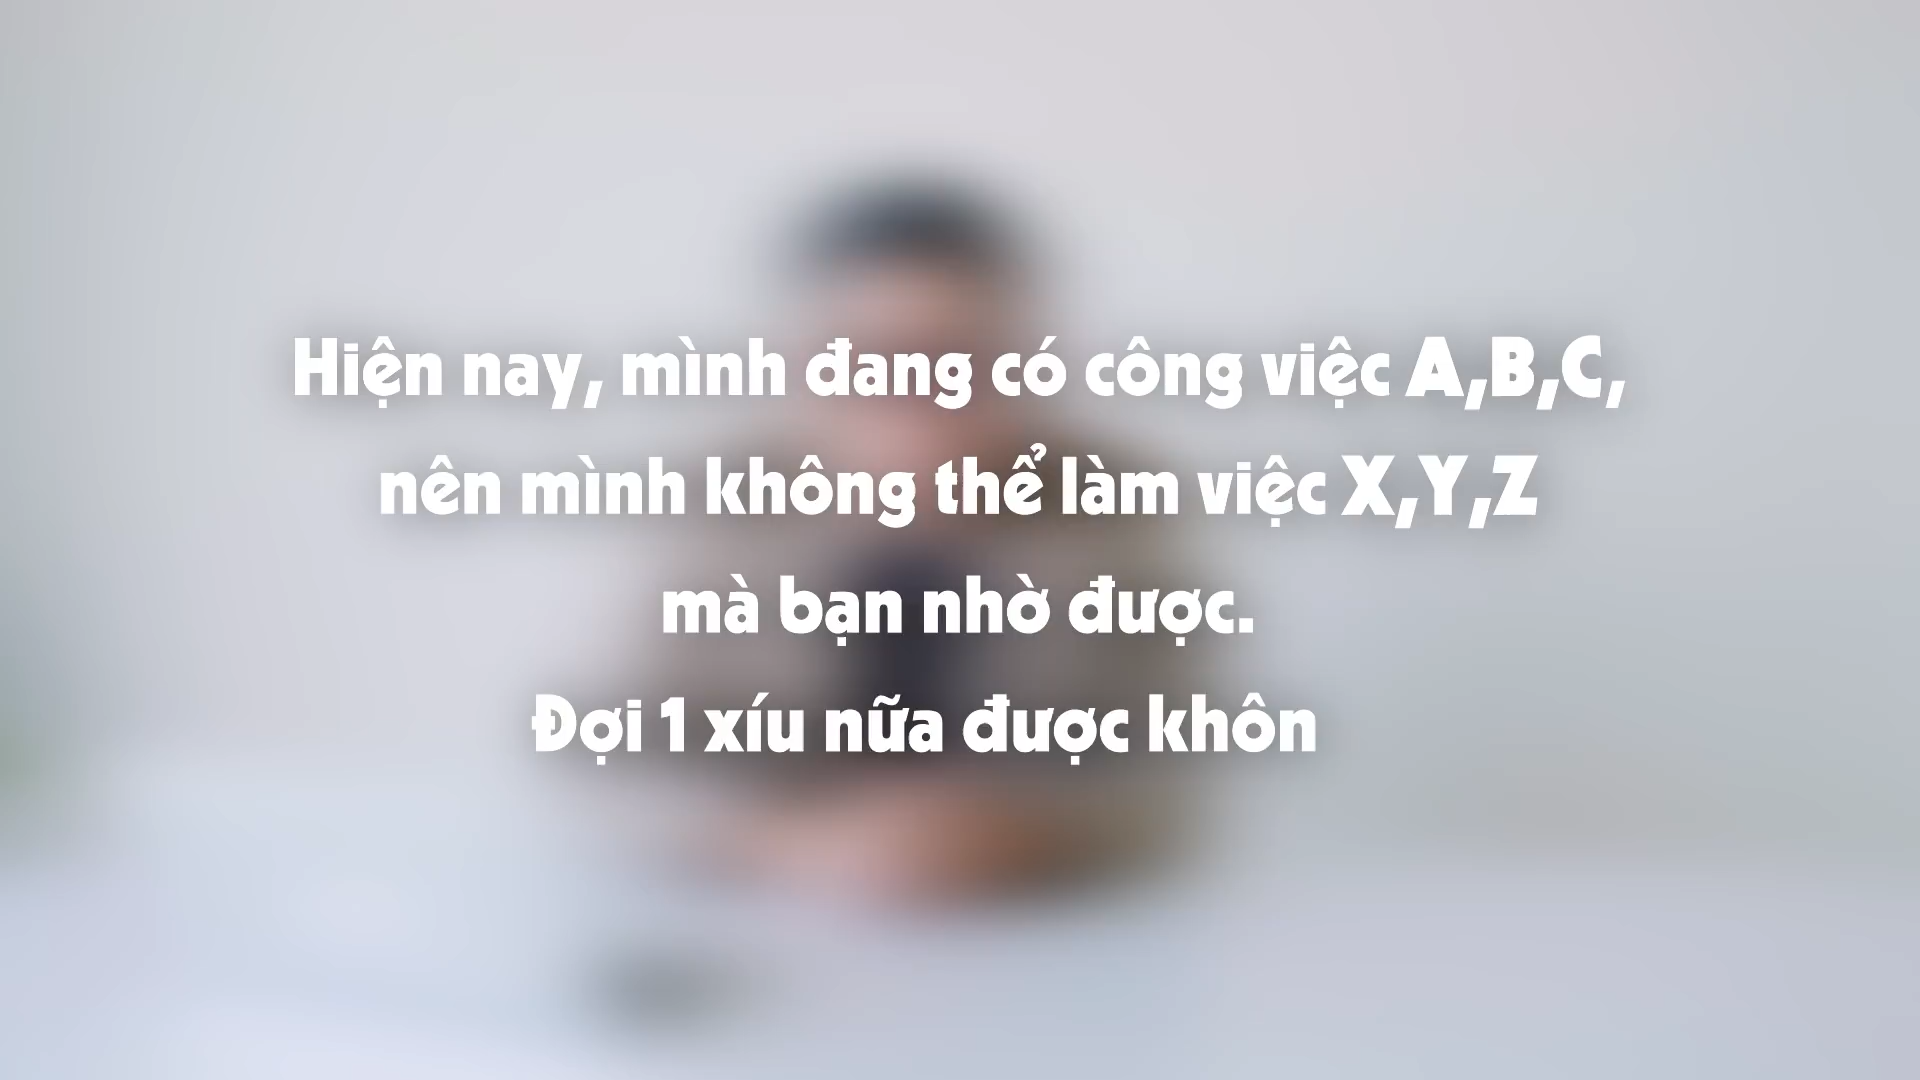 Hiện nay, mình đang có công việc A,B,C,
nên mình không thể làm việc X,Y,Z
mà bạn nhờ được.
Đợi 1 xíu nữa được khôn